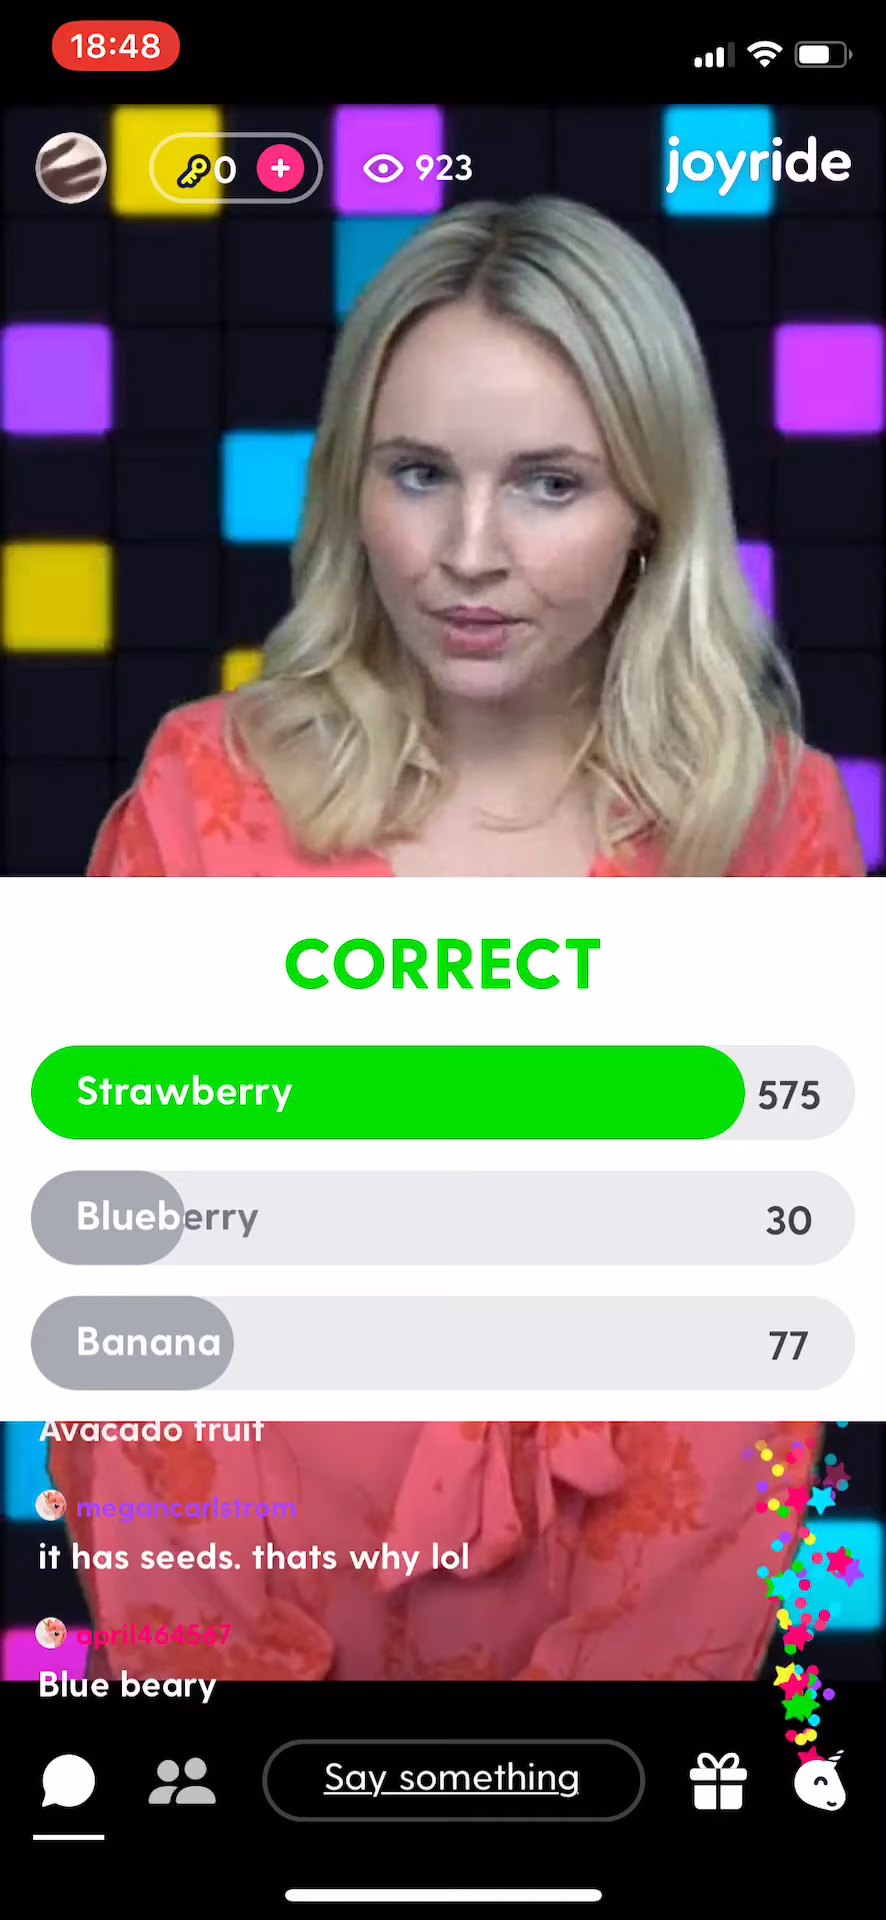 18:48
0
+
923
joyride
CORRECT
Strawberry
575
Blueberry
30
Banana
77
Avacado fruit
megancarlstrom
it has seeds. thats why lol
april464567
Blue beary
Say something